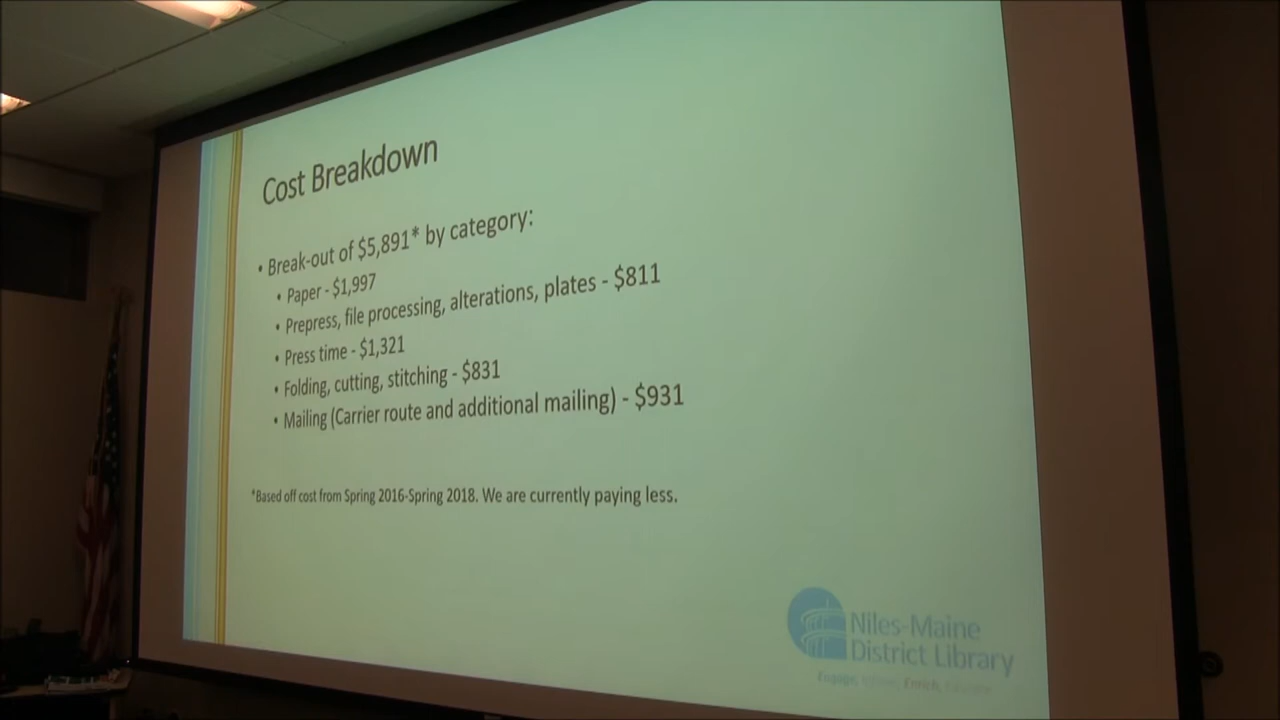 Cost Breakdown
• Break-out of $5,891* by category:
• Paper - $1,997
• Prepress, file processing, alterations, plates - $811
• Press time - $1,321
• Folding, cutting, stitching - $831
• Mailing (Carrier route and additional mailing) - $931
*Based off cost from Spring 2016-Spring 2018. We are currently paying less.
Niles-Maine
District Library
Engage, Enrich,